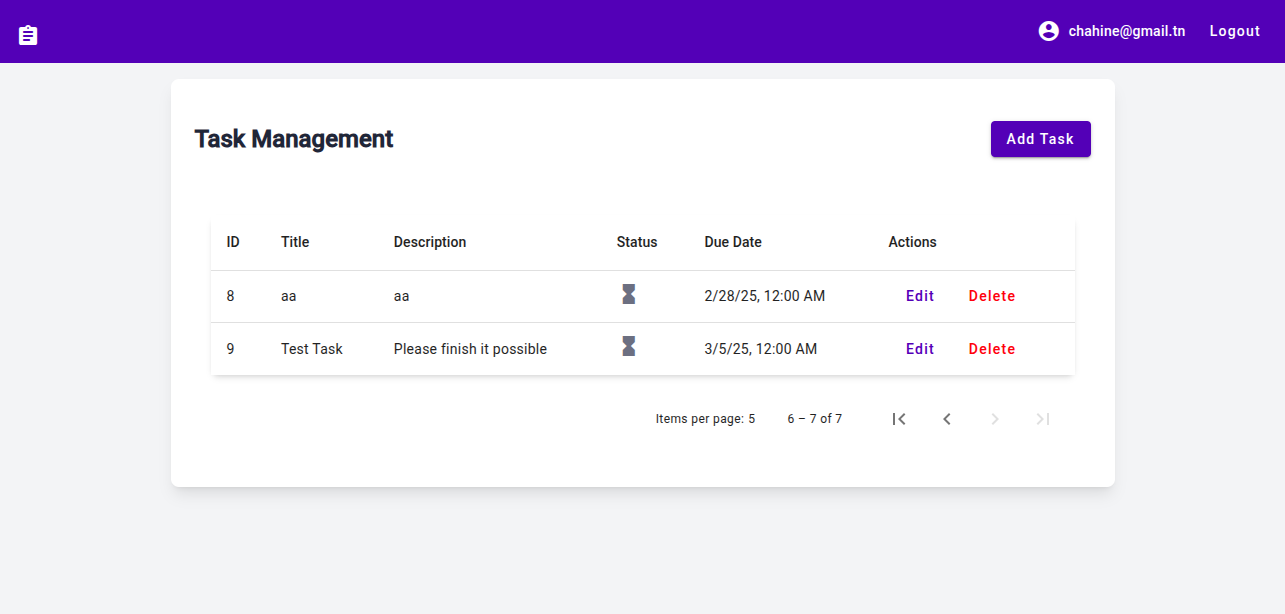 chahine@gmail.tn Logout
Task Management Add Task
ID Title Description Status Due Date Actions
8 aa aa 2/28/25, 12:00 AM Edit Delete
9 Test Task Please finish it possible 3/5/25, 12:00 AM Edit Delete
Items per page: 5 6 – 7 of 7